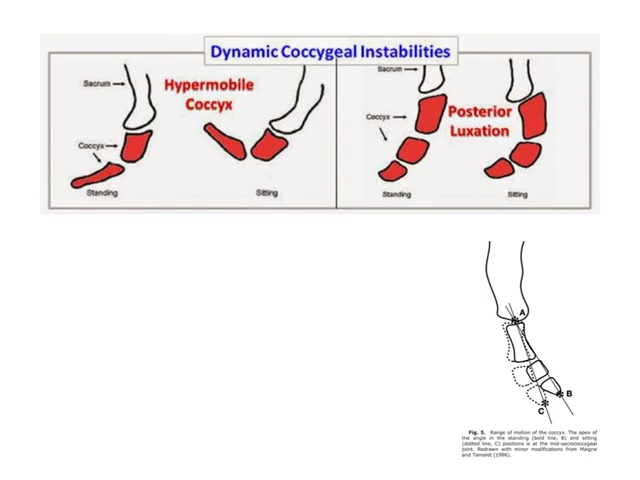 Dynamic Coccygeal Instabilities
Sacrum
Hypermobile
Coccyx
Coccyx
Standing
Sitting
Sacrum
Coccyx
Posterior
Luxation
Standing
Sitting
A
B
C
Fig. 5. Range of motion of the coccyx. The apex of
the angle in the standing (bold line, B) and sitting
(dotted line, C) positions is at the mid-sacrococcygeal
joint. Redrawn with minor modifications from Maigne
and Tamalet (1996).